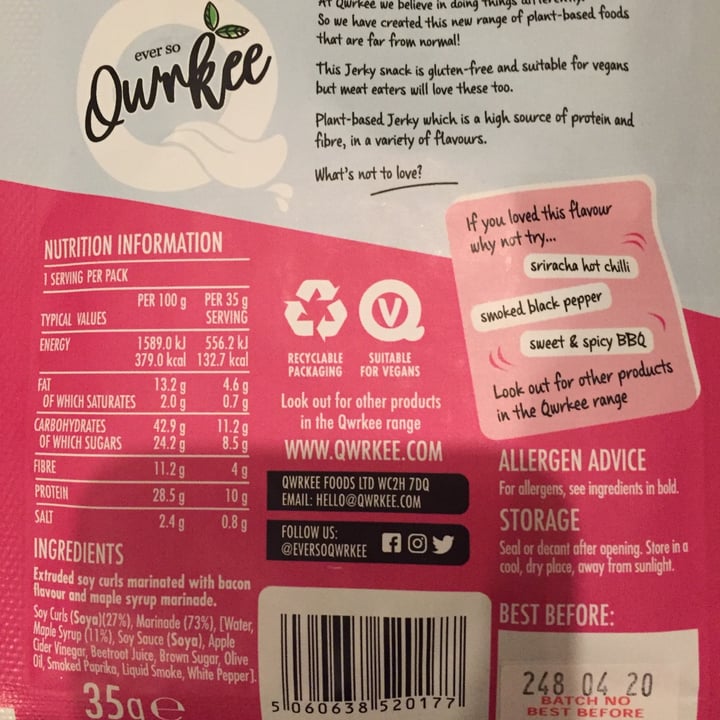 ever so
Qwrkee
At Qwrkee we believe in doing things
So we have created this new range of plant-based foods
that are far from normal!
This Jerky snack is gluten-free and suitable for vegans
but meat eaters will love these too.
Plant-based Jerky which is a high source of protein and
fibre, in a variety of flavours.
What's not to love?
If you loved this flavour
why not try...
sriracha hot chilli
smoked black pepper
sweet & spicy BBQ
Look out for other products
in the Qwrkee range
NUTRITION INFORMATION
1 SERVING PER PACK
PER 100 g PER 35 g
TYPICAL VALUES SERVING
ENERGY 1589.0 kJ 556.2 kJ
379.0 kcal 132.7 kcal
FAT 13.2 g 4.6 g
OF WHICH SATURATES 2.0 g 0.7 g
CARBOHYDRATES 42.9 g 11.2 g
OF WHICH SUGARS 24.2 g 8.5 g
FIBRE 11.2 g 4 g
PROTEIN 28.5 g 10 g
SALT 2.4 g 0.8 g
INGREDIENTS
Extruded soy curls marinated with bacon
flavour and maple syrup marinade.
Soy Curls (Soya)(27%), Marinade (73%), [Water,
Maple Syrup (11%), Soy Sauce (Soya), Apple
Cider Vinegar, Beetroot Juice, Brown Sugar, Olive
Oil, Smoked Paprika, Liquid Smoke, White Pepper].
35g e
V
RECYCLABLE
PACKAGING
SUITABLE
FOR VEGANS
Look out for other products
in the Qwrkee range
WWW.QWRKEE.COM
QWRKEE FOODS LTD WC2H 7DQ
EMAIL: HELLO@QWRKEE.COM
FOLLOW US:
@EVERSOQWRKEE
5 060638 520177
ALLERGEN ADVICE
For allergens, see ingredients in bold.
STORAGE
Seal or decant after opening. Store in a
cool, dry place, away from sunlight.
BEST BEFORE:
248 04 20
BATCH NO
BEST BEFORE